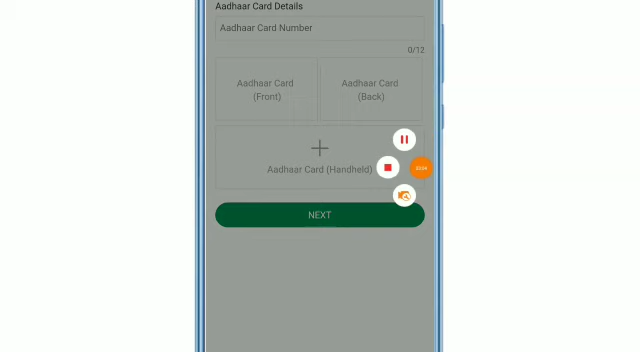 Aadhaar Card Details
Aadhaar Card Number
0/12
Aadhaar Card
(Front)
Aadhaar Card
(Back)
Aadhaar Card (Handheld)
NEXT